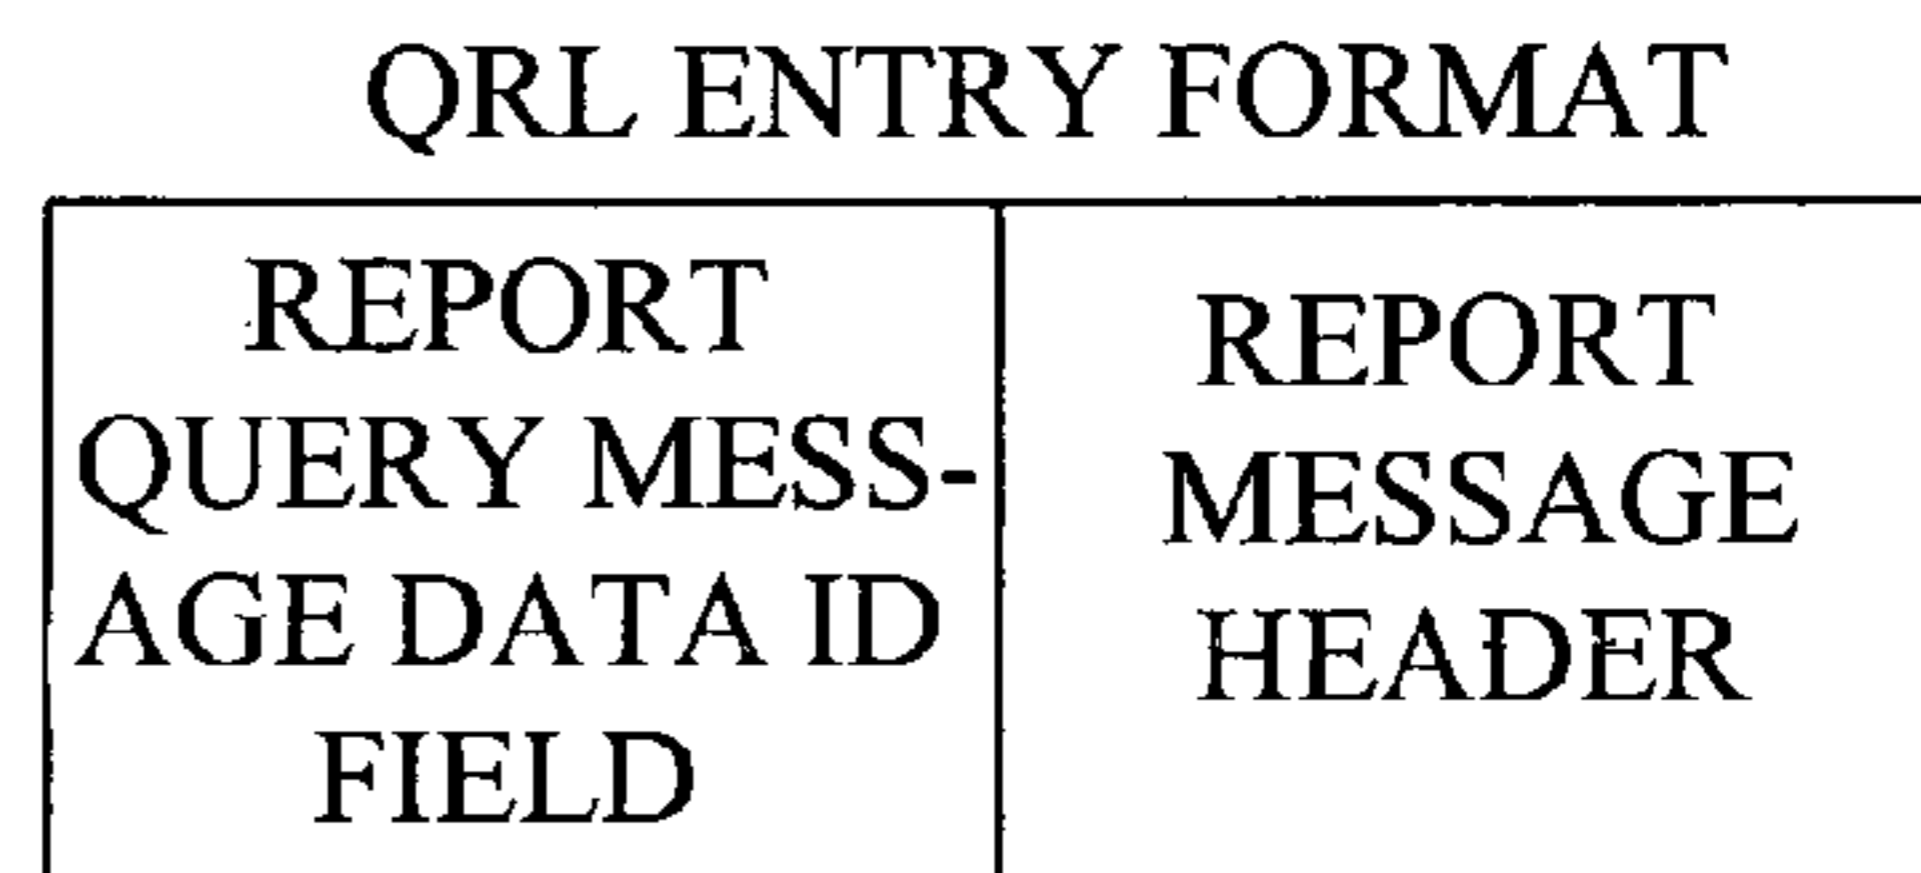 QRL ENTRY FORMAT
REPORT
QUERY MESS-
AGE DATA ID
FIELD
REPORT
MESSAGE
HEADER